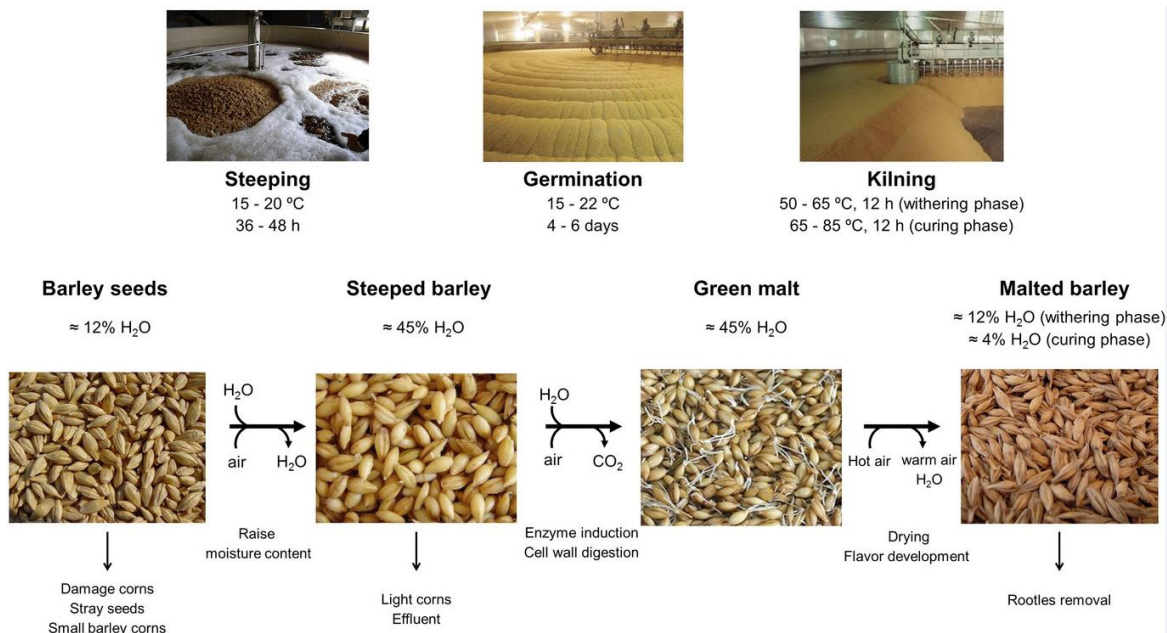 Steeping
15 - 20 ºC
36 - 48 h
Germination
15 - 22 ºC
4 - 6 days
Kilning
50 - 65 ºC, 12 h (withering phase)
65 - 85 ºC, 12 h (curing phase)
Barley seeds
≈ 12% H₂O
Steeped barley
≈ 45% H₂O
Green malt
≈ 45% H₂O
Malted barley
≈ 12% H₂O (withering phase)
≈ 4% H₂O (curing phase)
H₂O
air
H₂O
Raise
moisture content
H₂O
air
CO₂
Enzyme induction
Cell wall digestion
Hot air
warm air
H₂O
Drying
Flavor development
Damage corns
Stray seeds
Small barley corns
Light corns
Effluent
Rootles removal